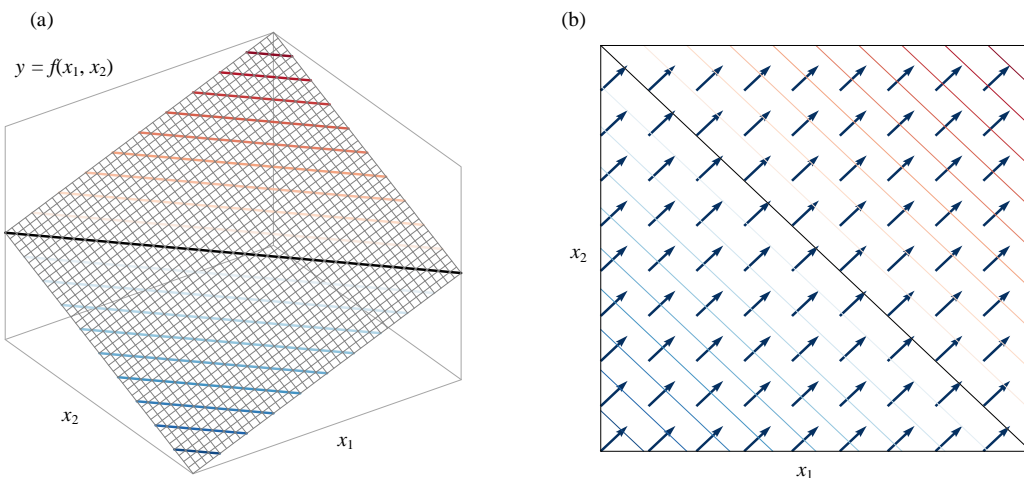 (a)
y = f(x₁, x₂)
x₂
x₁
(b)
x₂
x₁